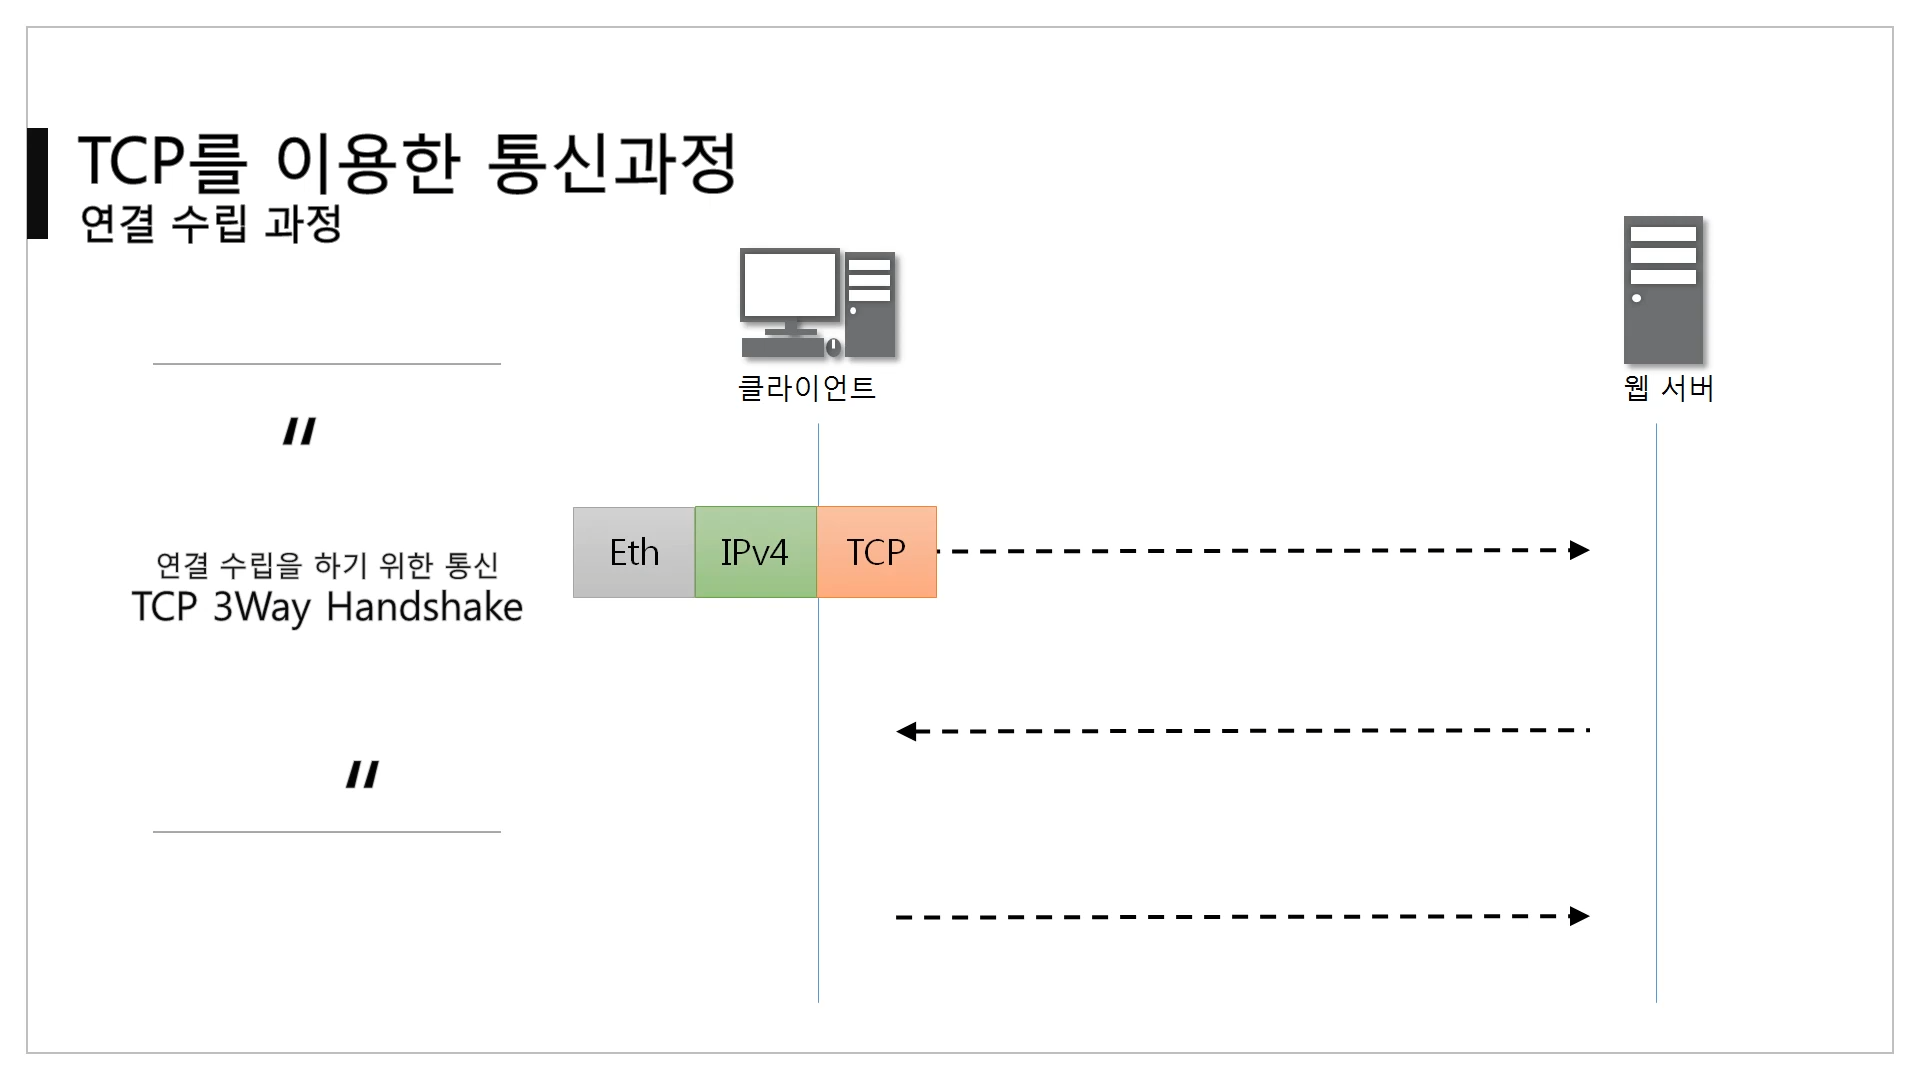 TCP를 이용한 통신과정
연결 수립 과정
클라이언트
웹 서버
"
Eth IPv4 TCP
연결 수립을 하기 위한 통신
TCP 3Way Handshake
"